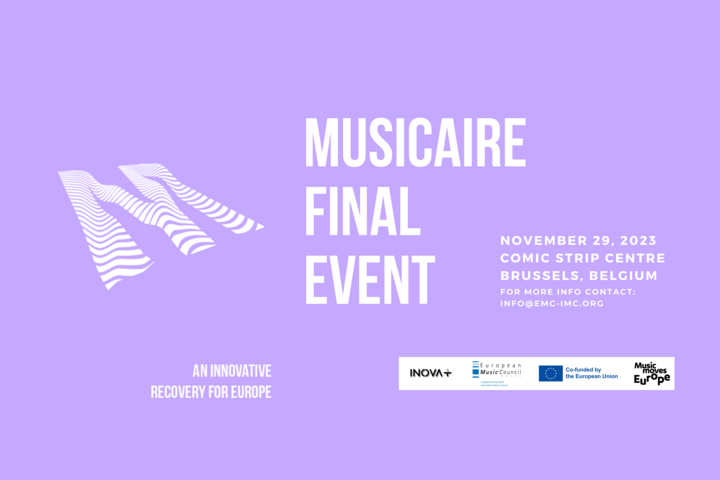 MUSICAIRE
FINAL
EVENT
NOVEMBER 29, 2023
COMIC STRIP CENTRE
BRUSSELS, BELGIUM
FOR MORE INFO CONTACT:
INFO@EMC-IMC.ORG
AN INNOVATIVE
RECOVERY FOR EUROPE
INOVA+
European
Music Council
Co-funded by
the European Union
Music
moves
Europe